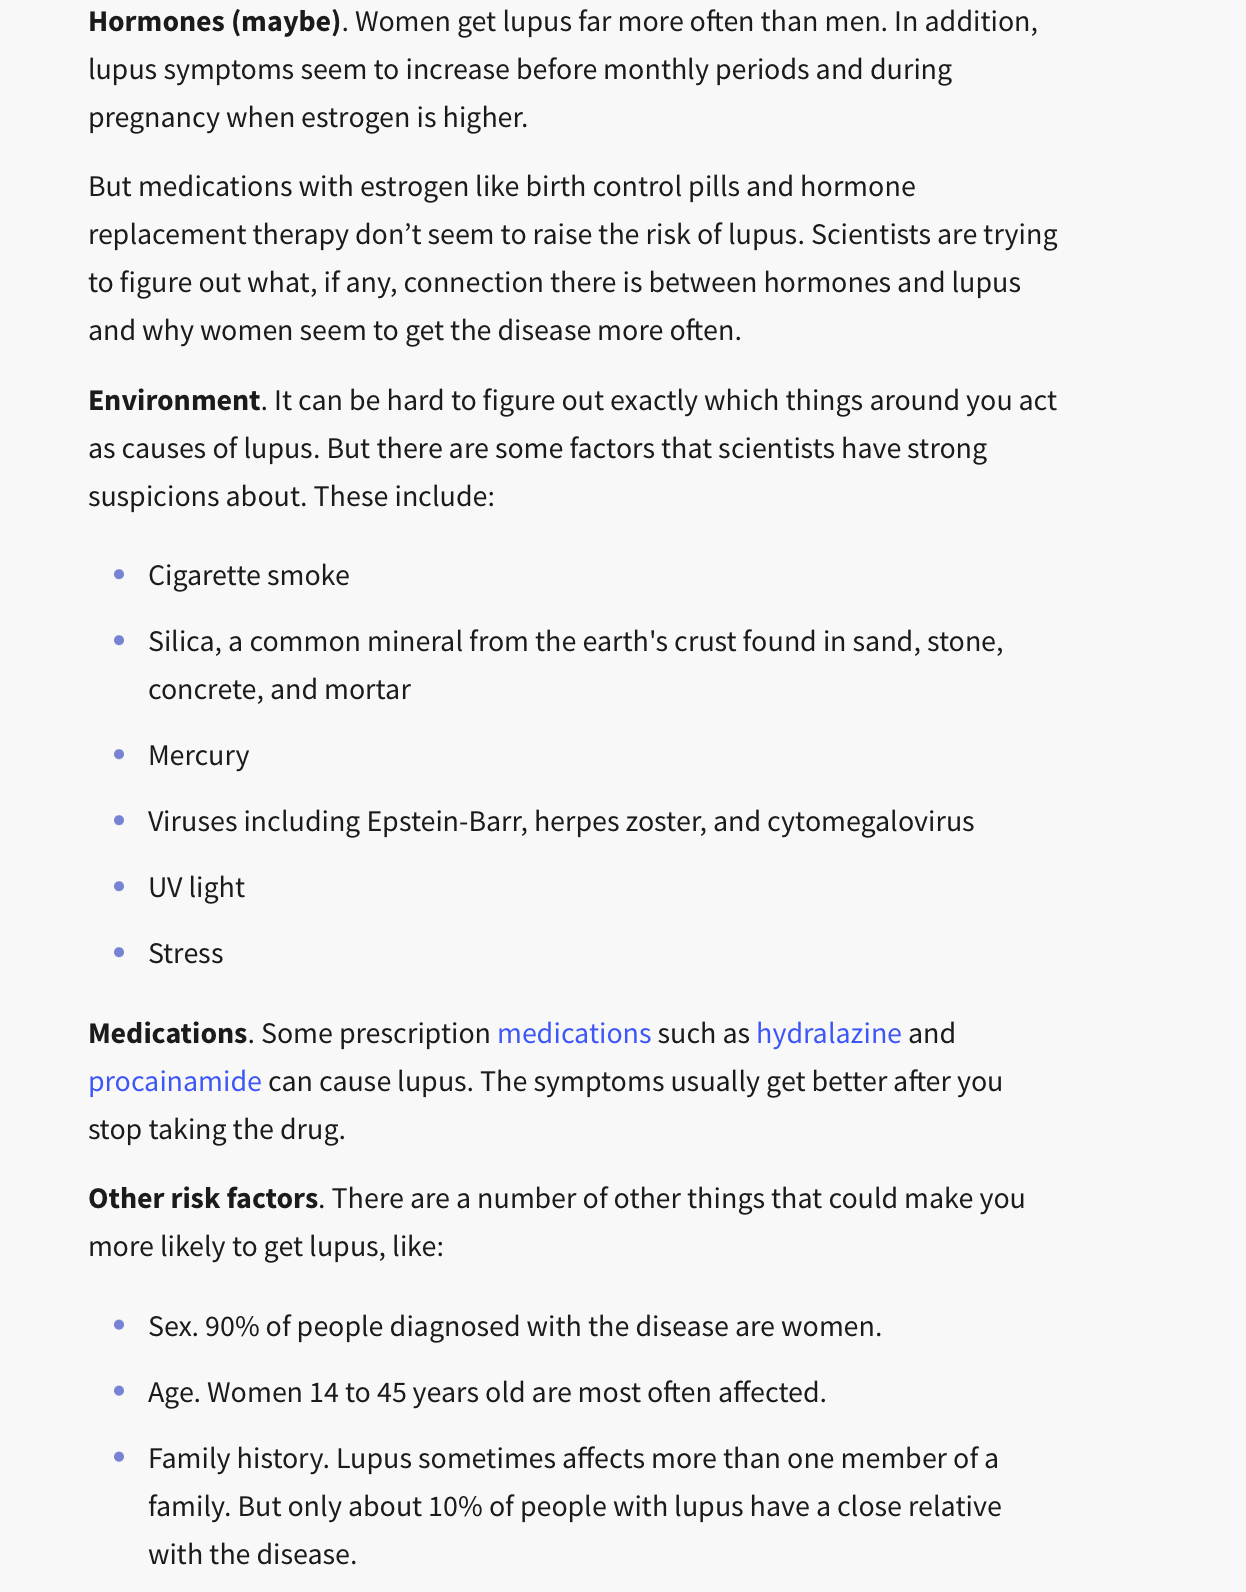 Hormones (maybe). Women get lupus far more often than men. In addition,
lupus symptoms seem to increase before monthly periods and during
pregnancy when estrogen is higher.
But medications with estrogen like birth control pills and hormone
replacement therapy don’t seem to raise the risk of lupus. Scientists are trying
to figure out what, if any, connection there is between hormones and lupus
and why women seem to get the disease more often.
Environment. It can be hard to figure out exactly which things around you act
as causes of lupus. But there are some factors that scientists have strong
suspicions about. These include:
• Cigarette smoke
• Silica, a common mineral from the earth's crust found in sand, stone,
concrete, and mortar
• Mercury
• Viruses including Epstein-Barr, herpes zoster, and cytomegalovirus
• UV light
• Stress
Medications. Some prescription medications such as hydralazine and
procainamide can cause lupus. The symptoms usually get better after you
stop taking the drug.
Other risk factors. There are a number of other things that could make you
more likely to get lupus, like:
• Sex. 90% of people diagnosed with the disease are women.
• Age. Women 14 to 45 years old are most often affected.
• Family history. Lupus sometimes affects more than one member of a
family. But only about 10% of people with lupus have a close relative
with the disease.